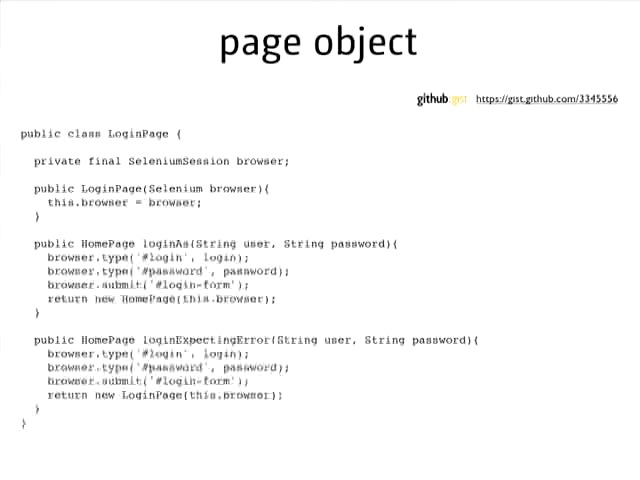 page object
github:gist https://gist.github.com/3345556
public class LoginPage {
private final SeleniumSession browser;
public LoginPage(Selenium browser){
this.browser = browser;
}
public HomePage loginAs(String user, String password){
browser.type('#login', login);
browser.type('#password', password);
browser.submit('#login-form');
return new HomePage(this.browser);
}
public HomePage loginExpectingError(String user, String password){
browser.type('#login', login);
browser.type('#password', password);
browser.submit('#login-form');
return new LoginPage(this.browser);
}
}